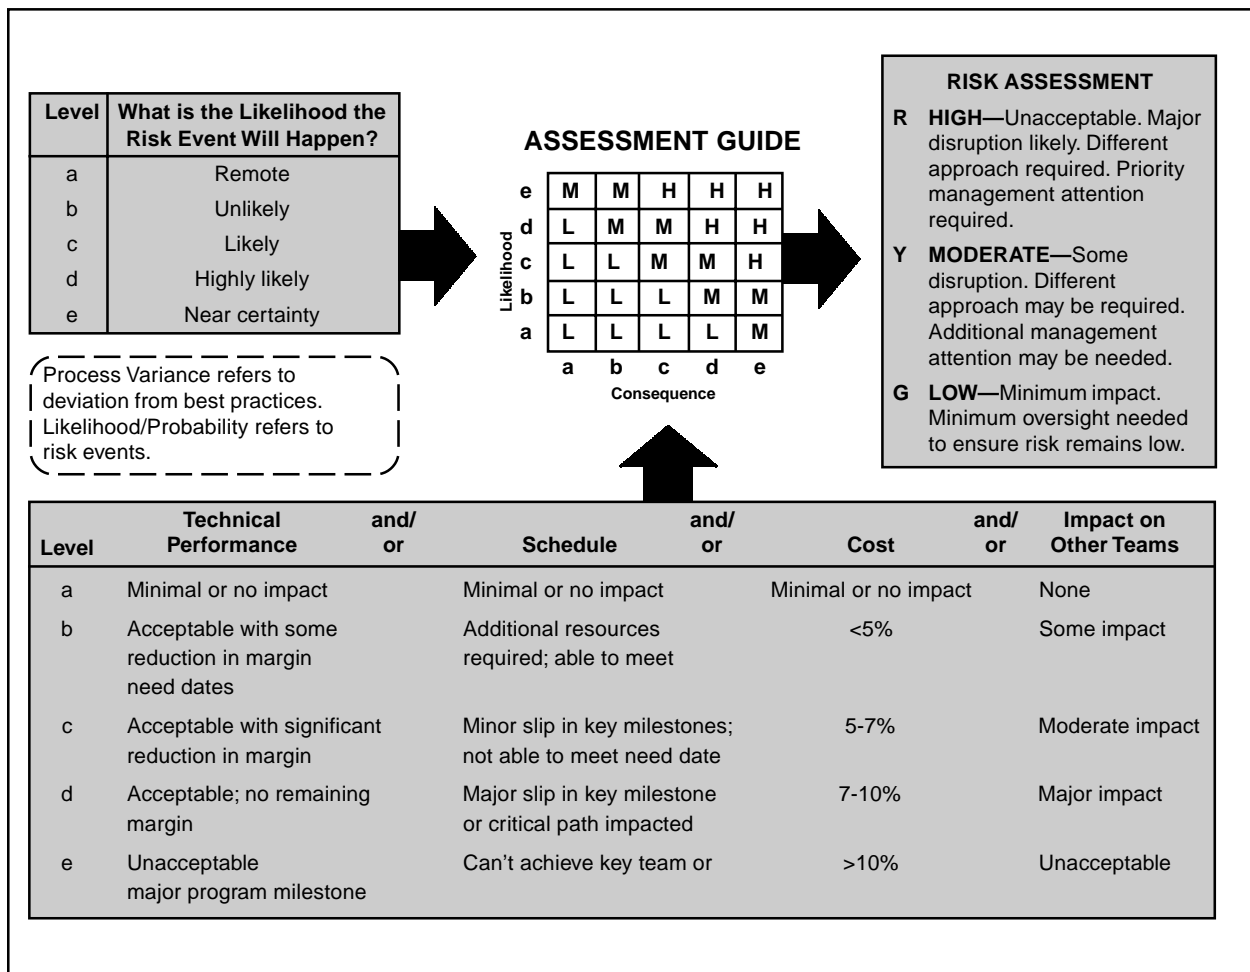 Level What is the Likelihood the
Risk Event Will Happen?
a Remote
b Unlikely
c Likely
d Highly likely
e Near certainty
Process Variance refers to
deviation from best practices.
Likelihood/Probability refers to
risk events.
ASSESSMENT GUIDE
Likelihood
e M M H H H
d L M M H H
c L L M M H
b L L L M M
a L L L L M
a b c d e
Consequence
RISK ASSESSMENT
R HIGH—Unacceptable. Major
disruption likely. Different
approach required. Priority
management attention
required.
Y MODERATE—Some
disruption. Different
approach may be required.
Additional management
attention may be needed.
G LOW—Minimum impact.
Minimum oversight needed
to ensure risk remains low.
Technical and/ and/ and/ Impact on
Level Performance or Schedule or Cost or Other Teams
a Minimal or no impact Minimal or no impact Minimal or no impact None
b Acceptable with some Additional resources <5% Some impact
reduction in margin required; able to meet
need dates
c Acceptable with significant Minor slip in key milestones; 5-7% Moderate impact
reduction in margin not able to meet need date
d Acceptable; no remaining Major slip in key milestone 7-10% Major impact
margin or critical path impacted
e Unacceptable Can't achieve key team or >10% Unacceptable
major program milestone